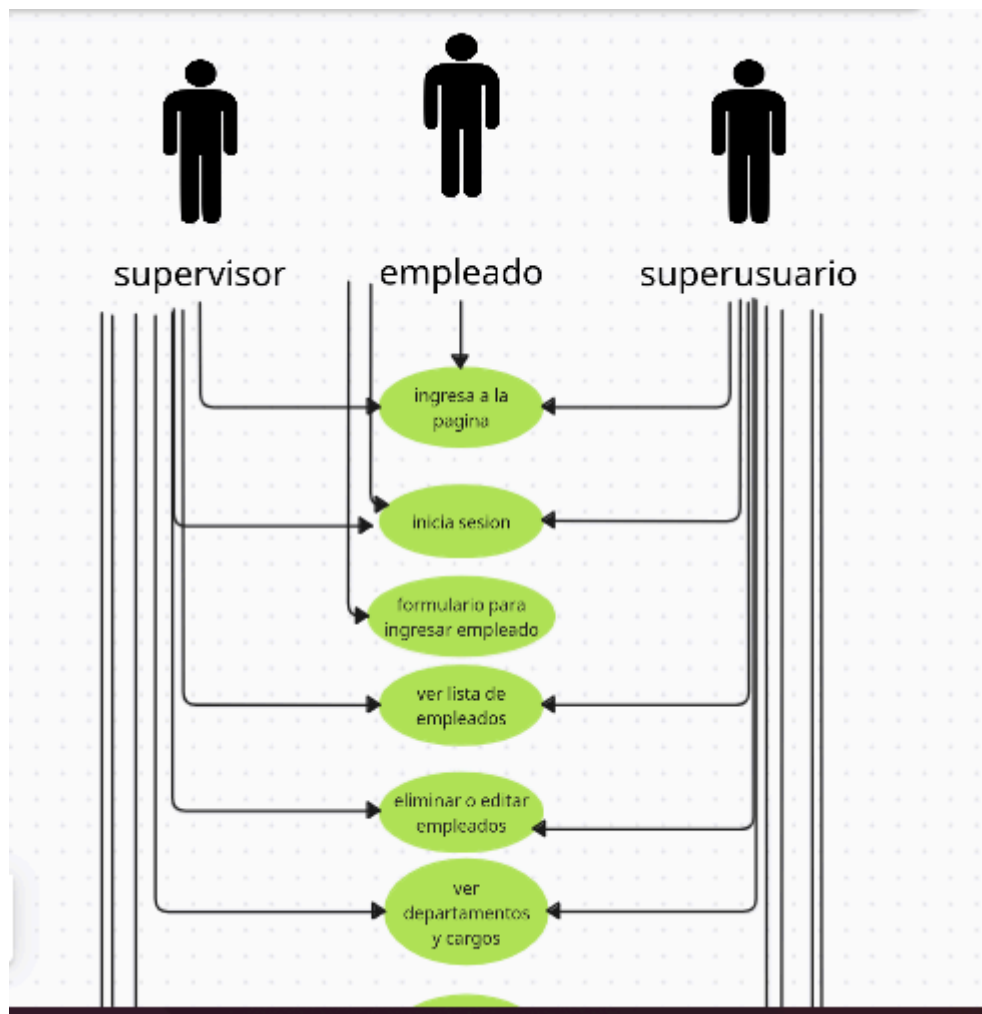 supervisor
empleado
superusuario
ingresa a la
pagina
inicia sesion
formulario para
ingresar empleado
ver lista de
empleados
eliminar o editar
empleados
ver
departamentos
y cargos